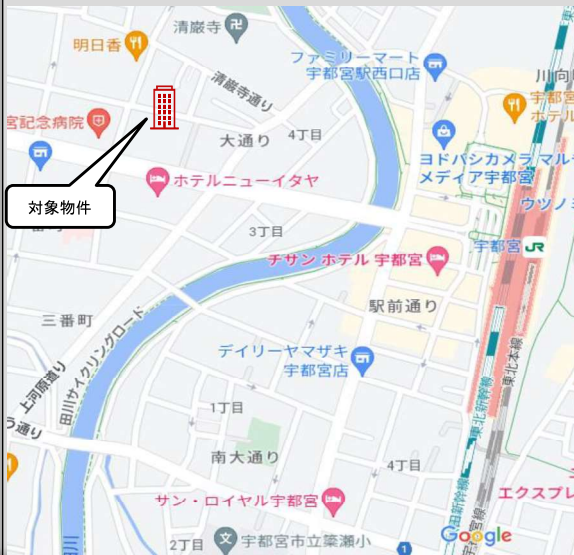 清巌寺
明日香
ファミリーマート
宇都宮駅西口店
川向
清巌寺通り
宇都宮
ホテル
宮記念病院
大通り
4丁目
ヨドバシカメラ マル
メディア宇都宮
ホテルニューイタヤ
対象物件
ウツノミ
3丁目
宇都宮
JR
チサン ホテル 宇都宮
駅前通り
三番町
田川サイクリングロード
デイリーヤマザキ
宇都宮店
上河原通り
東北新幹線
東北本線
1丁目
南大通り
4丁目
サン・ロイヤル宇都宮
エクスプレ
2丁目
宇都宮市立簗瀬小
1
Google